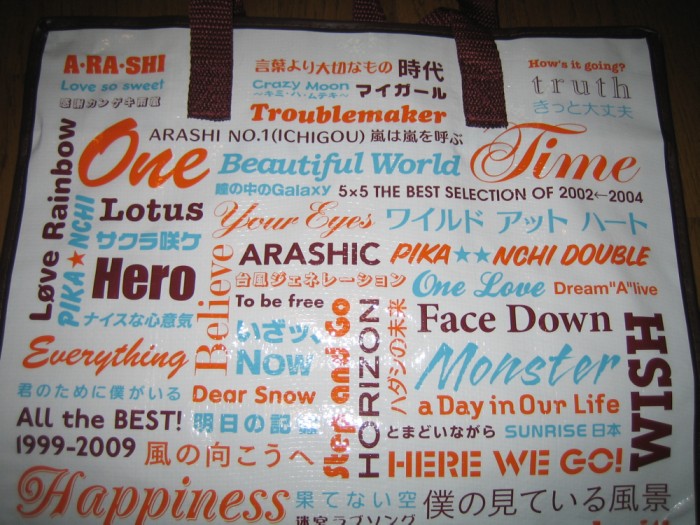 A・RA・SHI
Love so sweet
感謝カンゲキ雨嵐
言葉より大切なもの
時代
Crazy Moon
～キミ・ハ・ムテキ～
マイガール
Troublemaker
How's it going?
truth
きっと大丈夫
ARASHI NO.1(ICHIGOU) 嵐は嵐を呼ぶ
One
Beautiful World
Time
瞳の中のGalaxy
5×5 THE BEST SELECTION OF 2002←2004
Løve Rainbow
PIKA★NCHI
Lotus
サクラ咲ケ
Your Eyes
ワイルド アット ハート
Hero
Believe
ARASHIC
PIKA★★NCHI DOUBLE
台風ジェネレーション
One Love
Dream"A"live
ナイスな心意気
To be free
Step and Go
HORIZON
ハダシの未来
Face Down
WISH
いざッ、
Now
Everything
Monster
君のために僕がいる
Dear Snow
a Day in Our Life
All the BEST!
1999-2009
明日の記憶
とまどいながら
SUNRISE 日本
風の向こうへ
HERE WE GO!
Happiness
果てない空
僕の見ている風景
迷宮ラブソング